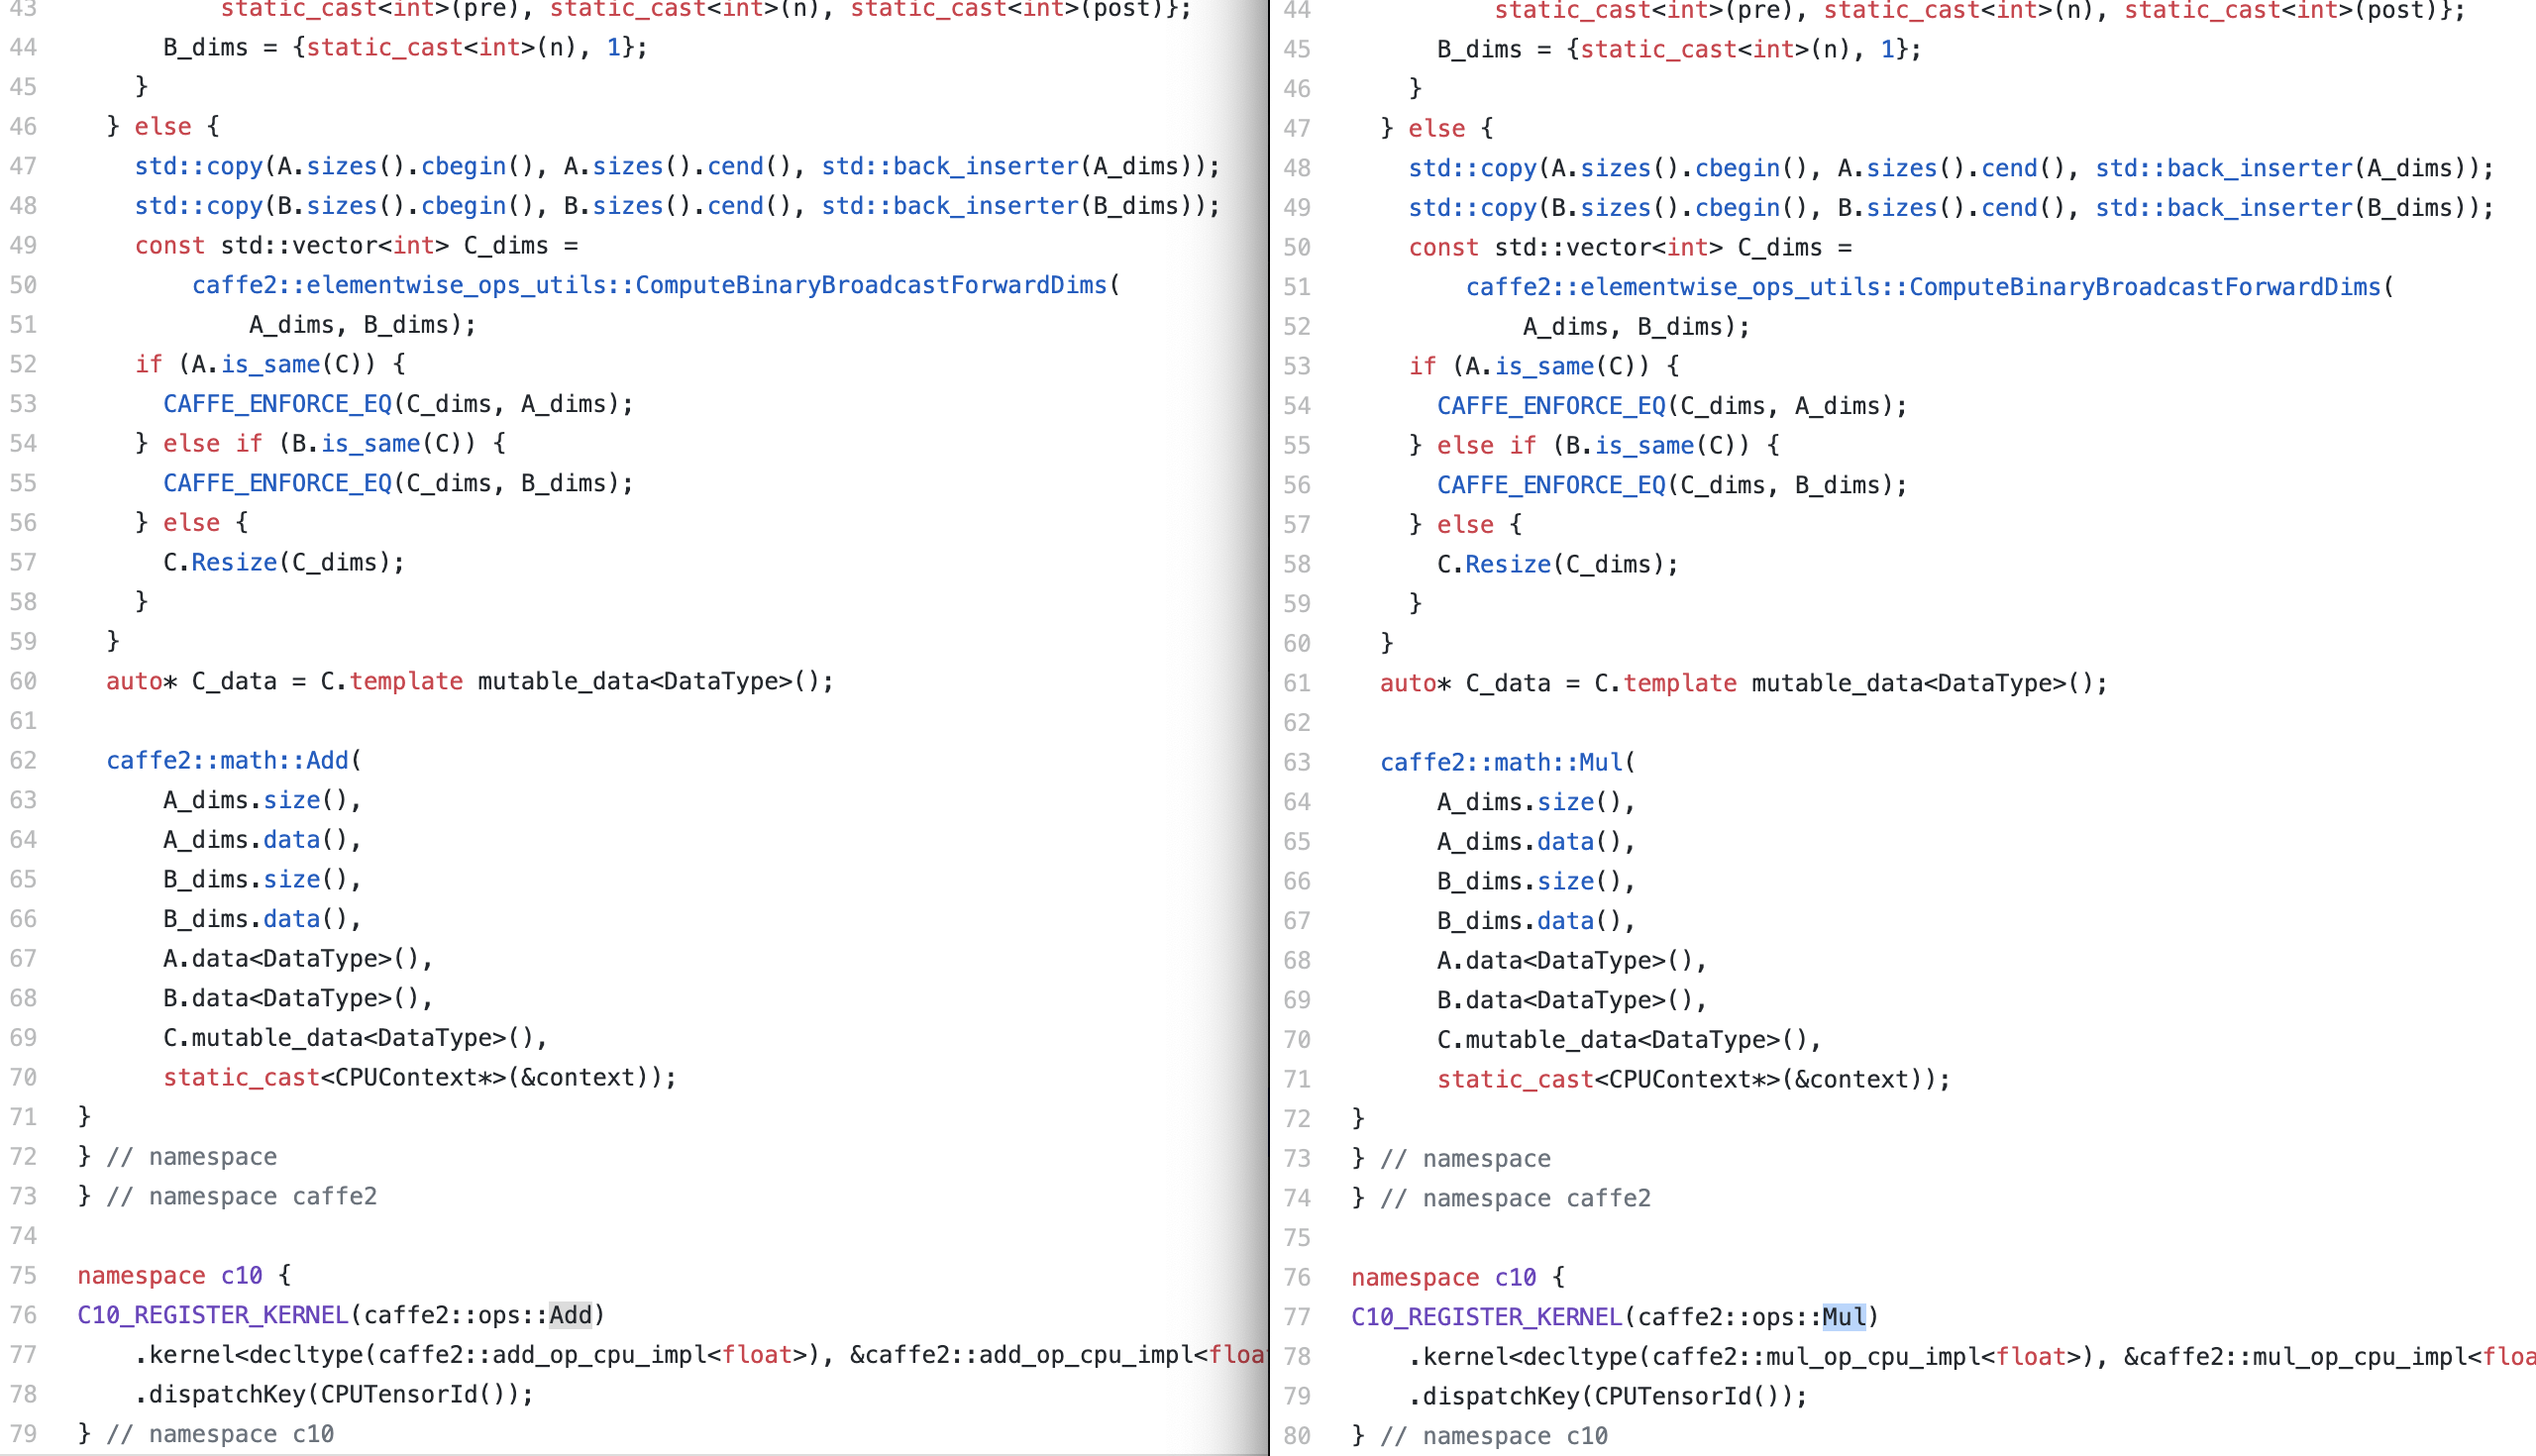 43 static_cast<int>(pre), static_cast<int>(n), static_cast<int>(post)};
44 B_dims = {static_cast<int>(n), 1};
45 }
46 } else {
47 std::copy(A.sizes().cbegin(), A.sizes().cend(), std::back_inserter(A_dims));
48 std::copy(B.sizes().cbegin(), B.sizes().cend(), std::back_inserter(B_dims));
49 const std::vector<int> C_dims =
50 caffe2::elementwise_ops_utils::ComputeBinaryBroadcastForwardDims(
51 A_dims, B_dims);
52 if (A.is_same(C)) {
53 CAFFE_ENFORCE_EQ(C_dims, A_dims);
54 } else if (B.is_same(C)) {
55 CAFFE_ENFORCE_EQ(C_dims, B_dims);
56 } else {
57 C.Resize(C_dims);
58 }
59 }
60 auto* C_data = C.template mutable_data<DataType>();
61
62 caffe2::math::Add(
63 A_dims.size(),
64 A_dims.data(),
65 B_dims.size(),
66 B_dims.data(),
67 A.data<DataType>(),
68 B.data<DataType>(),
69 C.mutable_data<DataType>(),
70 static_cast<CPUContext*>(&context));
71 }
72 } // namespace
73 } // namespace caffe2
74
75 namespace c10 {
76 C10_REGISTER_KERNEL(caffe2::ops::Add)
77 .kernel<decltype(caffe2::add_op_cpu_impl<float>), &caffe2::add_op_cpu_impl<floa
78 .dispatchKey(CPUTensorId());
79 } // namespace c10
44 static_cast<int>(pre), static_cast<int>(n), static_cast<int>(post)};
45 B_dims = {static_cast<int>(n), 1};
46 }
47 } else {
48 std::copy(A.sizes().cbegin(), A.sizes().cend(), std::back_inserter(A_dims));
49 std::copy(B.sizes().cbegin(), B.sizes().cend(), std::back_inserter(B_dims));
50 const std::vector<int> C_dims =
51 caffe2::elementwise_ops_utils::ComputeBinaryBroadcastForwardDims(
52 A_dims, B_dims);
53 if (A.is_same(C)) {
54 CAFFE_ENFORCE_EQ(C_dims, A_dims);
55 } else if (B.is_same(C)) {
56 CAFFE_ENFORCE_EQ(C_dims, B_dims);
57 } else {
58 C.Resize(C_dims);
59 }
60 }
61 auto* C_data = C.template mutable_data<DataType>();
62
63 caffe2::math::Mul(
64 A_dims.size(),
65 A_dims.data(),
66 B_dims.size(),
67 B_dims.data(),
68 A.data<DataType>(),
69 B.data<DataType>(),
70 C.mutable_data<DataType>(),
71 static_cast<CPUContext*>(&context));
72 }
73 } // namespace
74 } // namespace caffe2
75
76 namespace c10 {
77 C10_REGISTER_KERNEL(caffe2::ops::Mul)
78 .kernel<decltype(caffe2::mul_op_cpu_impl<float>), &caffe2::mul_op_cpu_impl<floa
79 .dispatchKey(CPUTensorId());
80 } // namespace c10